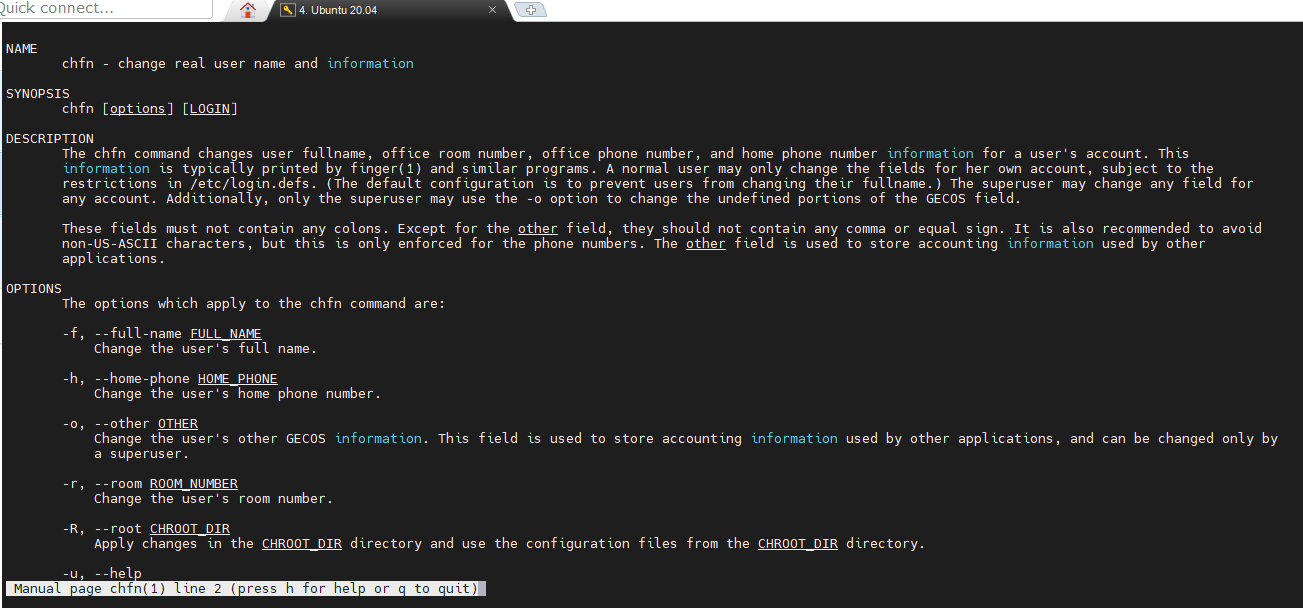 Quick connect...
4. Ubuntu 20.04
NAME
chfn - change real user name and information
SYNOPSIS
chfn [options] [LOGIN]
DESCRIPTION
The chfn command changes user fullname, office room number, office phone number, and home phone number information for a user's account. This
information is typically printed by finger(1) and similar programs. A normal user may only change the fields for her own account, subject to the
restrictions in /etc/login.defs. (The default configuration is to prevent users from changing their fullname.) The superuser may change any field for
any account. Additionally, only the superuser may use the -o option to change the undefined portions of the GECOS field.
These fields must not contain any colons. Except for the other field, they should not contain any comma or equal sign. It is also recommended to avoid
non-US-ASCII characters, but this is only enforced for the phone numbers. The other field is used to store accounting information used by other
applications.
OPTIONS
The options which apply to the chfn command are:
-f, --full-name FULL_NAME
Change the user's full name.
-h, --home-phone HOME_PHONE
Change the user's home phone number.
-o, --other OTHER
Change the user's other GECOS information. This field is used to store accounting information used by other applications, and can be changed only by
a superuser.
-r, --room ROOM_NUMBER
Change the user's room number.
-R, --root CHROOT_DIR
Apply changes in the CHROOT_DIR directory and use the configuration files from the CHROOT_DIR directory.
-u, --help
Manual page chfn(1) line 2 (press h for help or q to quit)